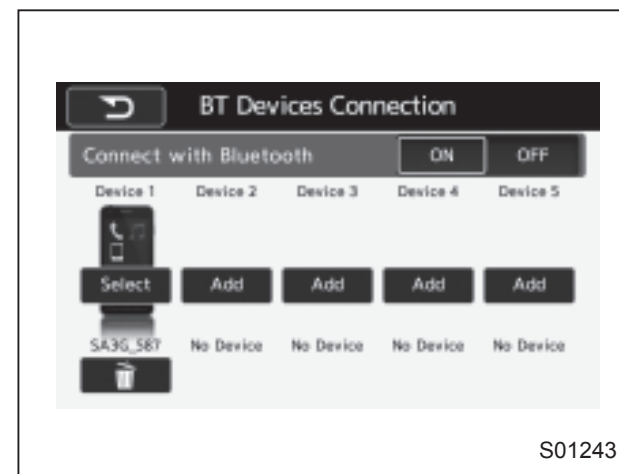 BT Devices Connection
Connect with Bluetooth ON OFF
Device 1 Device 2 Device 3 Device 4 Device 5
Select Add Add Add Add
SA3G_587 No Device No Device No Device No Device
S01243